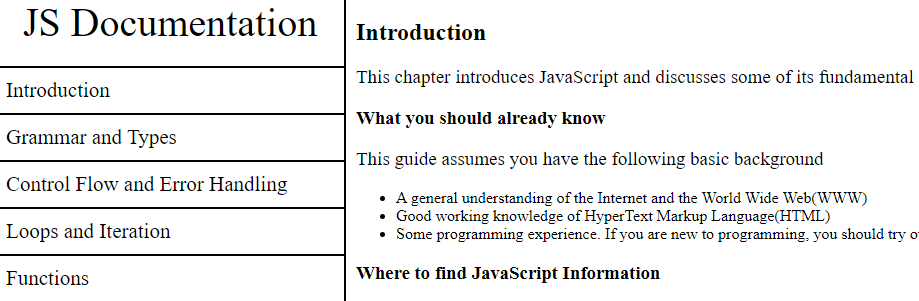 JS Documentation
Introduction
Grammar and Types
Control Flow and Error Handling
Loops and Iteration
Functions
Introduction
This chapter introduces JavaScript and discusses some of its fundamental
What you should already know
This guide assumes you have the following basic background
A general understanding of the Internet and the World Wide Web(WWW)
Good working knowledge of HyperText Markup Language(HTML)
Some programming experience. If you are new to programming, you should try
Where to find JavaScript Information